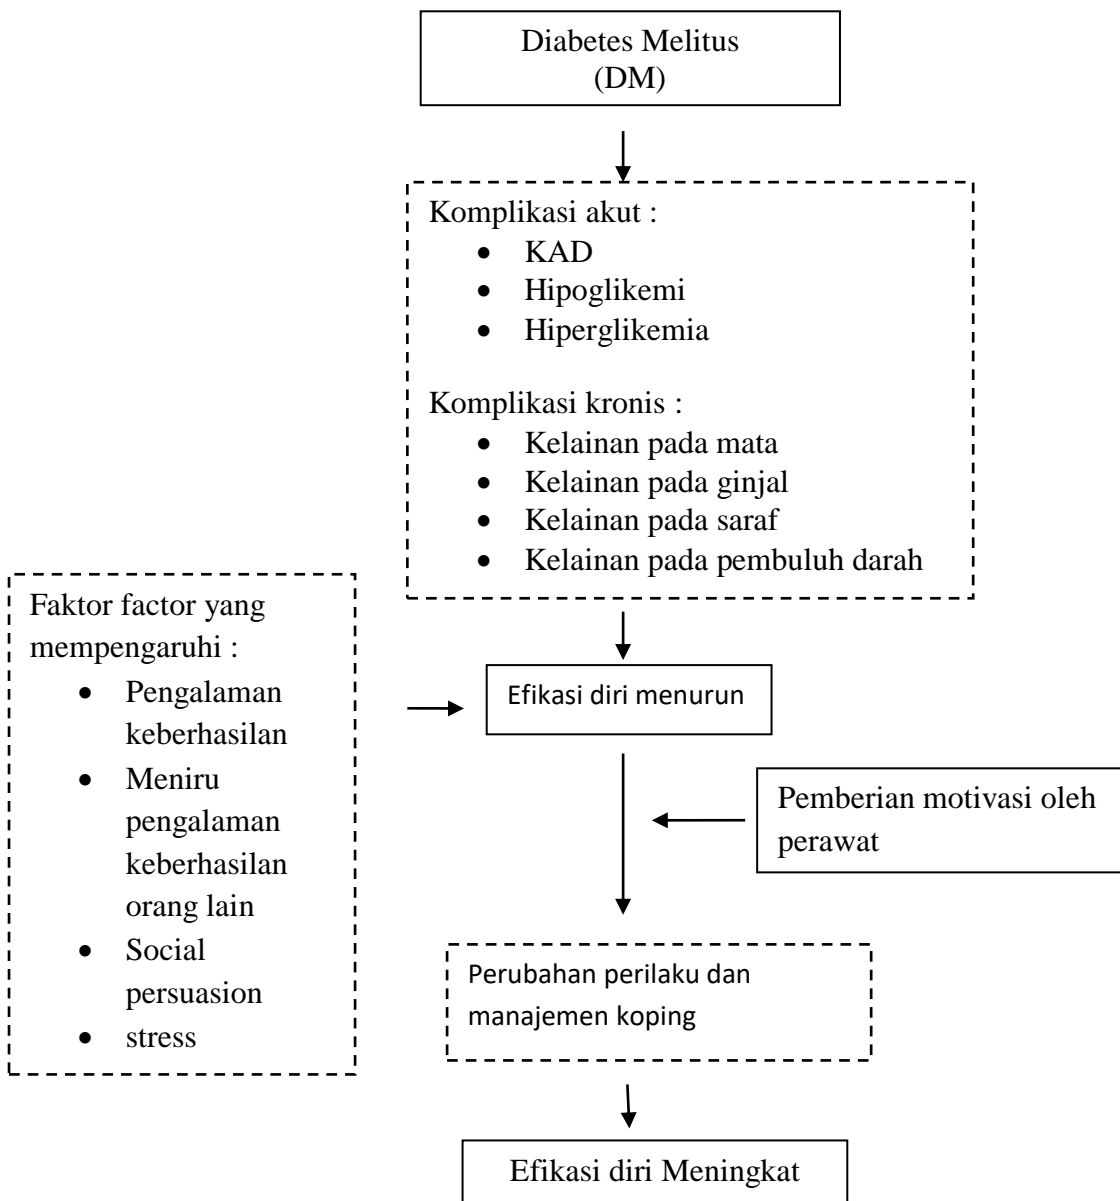 Diabetes Melitus
(DM)
Komplikasi akut :
• KAD
• Hipoglikemi
• Hiperglikemia
Komplikasi kronis :
• Kelainan pada mata
• Kelainan pada ginjal
• Kelainan pada saraf
• Kelainan pada pembuluh darah
Faktor factor yang
mempengaruhi :
• Pengalaman
keberhasilan
• Meniru
pengalaman
keberhasilan
orang lain
• Social
persuasion
• stress
Efikasi diri menurun
Pemberian motivasi oleh
perawat
Perubahan perilaku dan
manajemen koping
Efikasi diri Meningkat